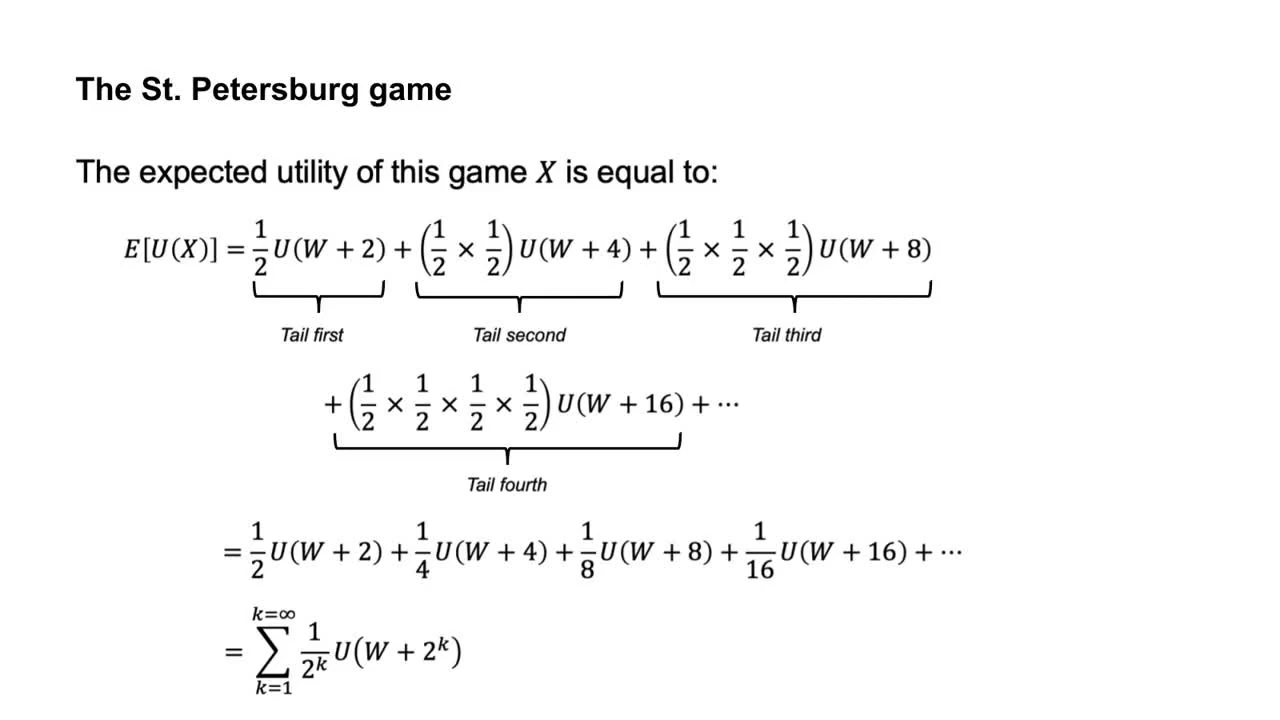 The St. Petersburg game
The expected utility of this game X is equal to:
E[U(X)] = 1/2 U(W + 2) + (1/2 × 1/2) U(W + 4) + (1/2 × 1/2 × 1/2) U(W + 8)
Tail first Tail second Tail third
+ (1/2 × 1/2 × 1/2 × 1/2) U(W + 16) + ⋯
Tail fourth
= 1/2 U(W + 2) + 1/4 U(W + 4) + 1/8 U(W + 8) + 1/16 U(W + 16) + ⋯
= ∑_{k=1}^{k=∞} 1/2^k U(W + 2^k)